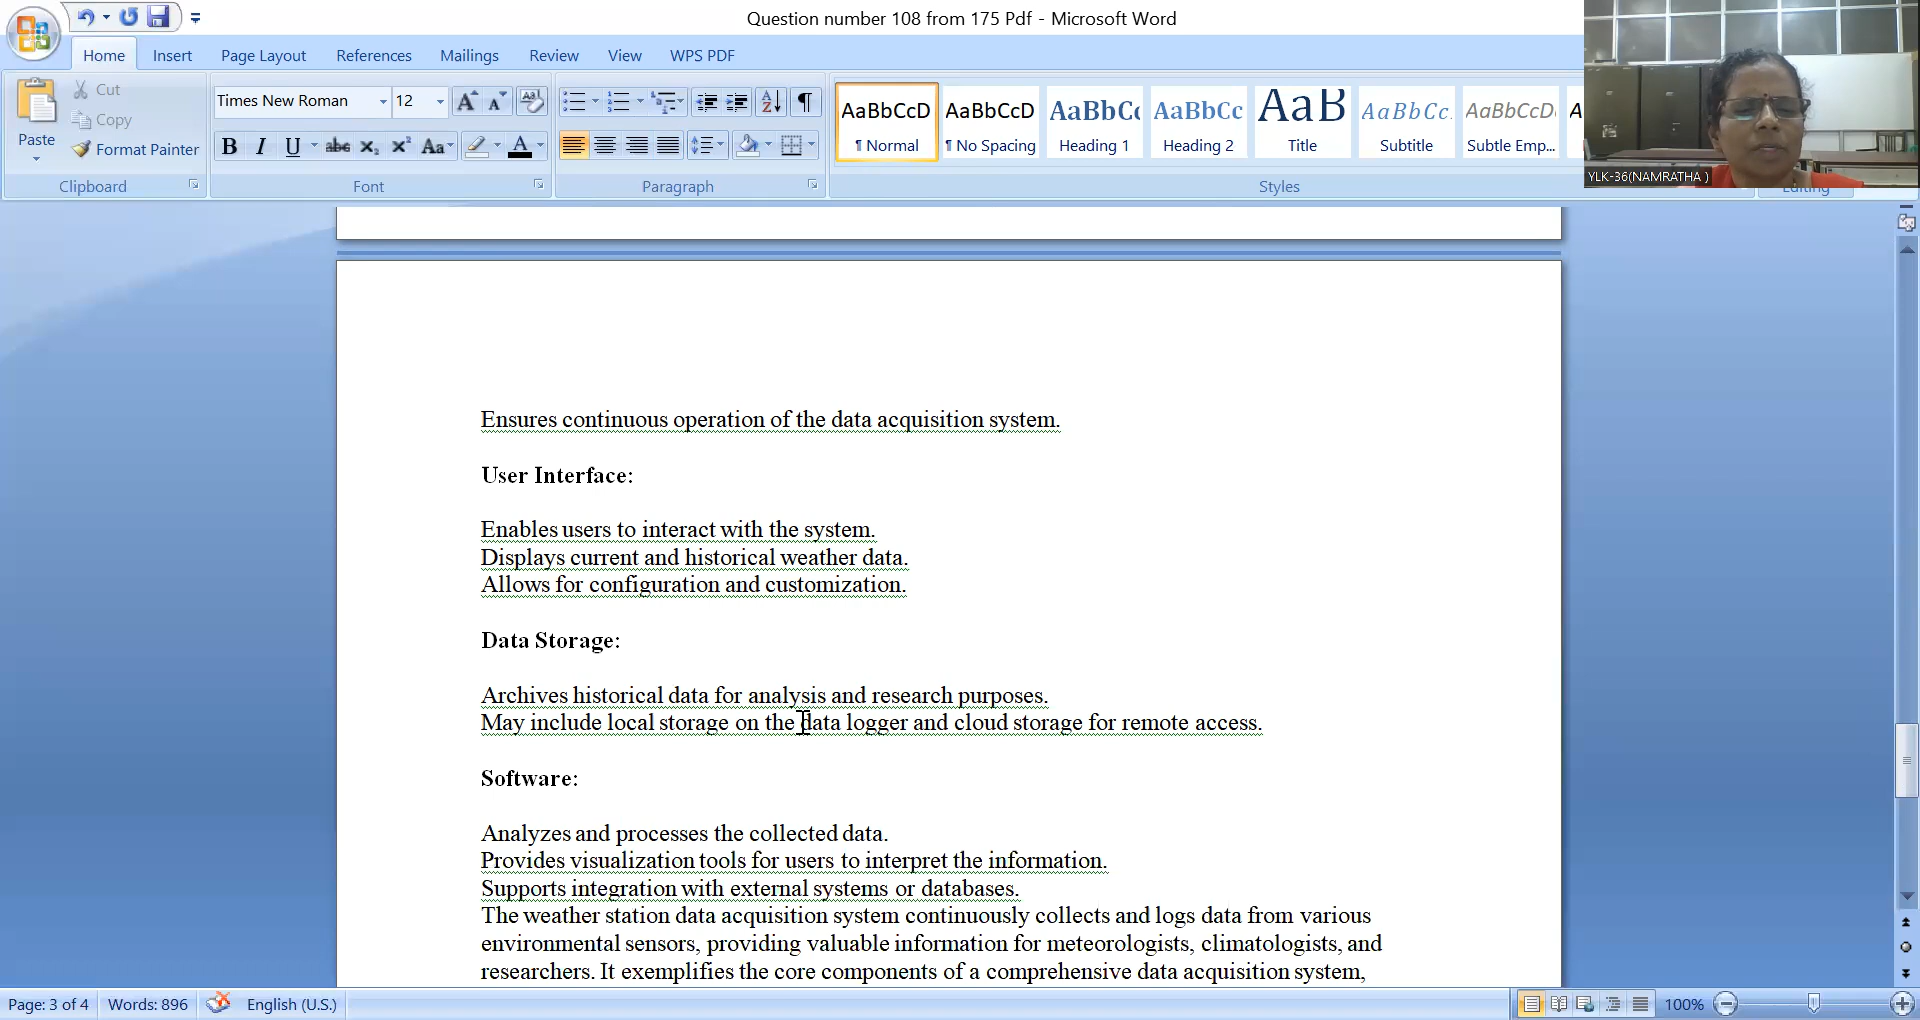 Question number 108 from 175 Pdf - Microsoft Word
Home Insert Page Layout References Mailings Review View WPS PDF
Paste
Cut
Copy
Format Painter
Clipboard
Times New Roman 12
B I U abc x₂ x² Aa A
Font
Paragraph
AaBbCcD AaBbCcD AaBbCc AaBbCc AaB AaBbCc. AaBbCcD
¶ Normal ¶ No Spacing Heading 1 Heading 2 Title Subtitle Subtle Emp...
Styles
Editing
YLK-36(NAMRATHA )
Ensures continuous operation of the data acquisition system.
User Interface:
Enables users to interact with the system.
Displays current and historical weather data.
Allows for configuration and customization.
Data Storage:
Archives historical data for analysis and research purposes.
May include local storage on the data logger and cloud storage for remote access.
Software:
Analyzes and processes the collected data.
Provides visualization tools for users to interpret the information.
Supports integration with external systems or databases.
The weather station data acquisition system continuously collects and logs data from various
environmental sensors, providing valuable information for meteorologists, climatologists, and
researchers. It exemplifies the core components of a comprehensive data acquisition system,
Page: 3 of 4 Words: 896 English (U.S.) 100%